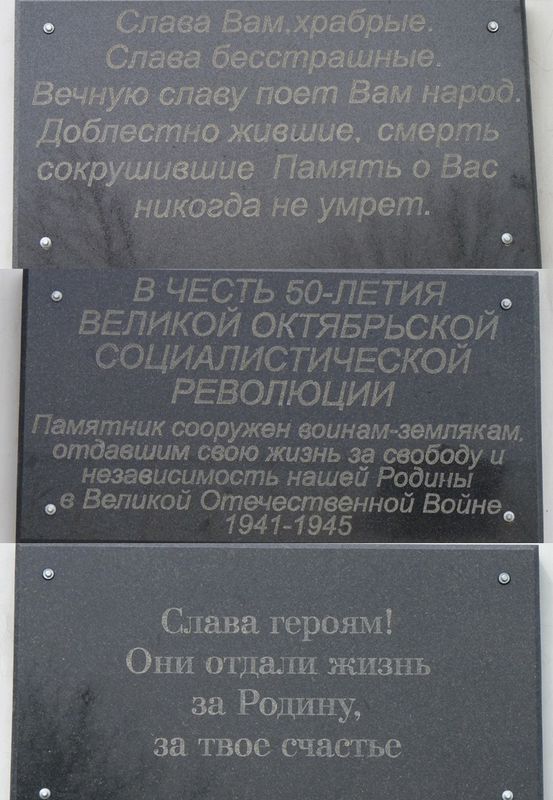 Слава Вам,храбрые.
Слава бесстрашные.
Вечную славу поет Вам народ.
Доблестно жившие, смерть
сокрушившие Память о Вас
никогда не умрет.
В ЧЕСТЬ 50-ЛЕТИЯ
ВЕЛИКОЙ ОКТЯБРЬСКОЙ
СОЦИАЛИСТИЧЕСКОЙ
РЕВОЛЮЦИИ
Памятник сооружен воинам-землякам,
отдавшим свою жизнь за свободу и
независимость нашей Родины
в Великой Отечественной Войне
1941-1945
Слава героям!
Они отдали жизнь
за Родину,
за твое счастье